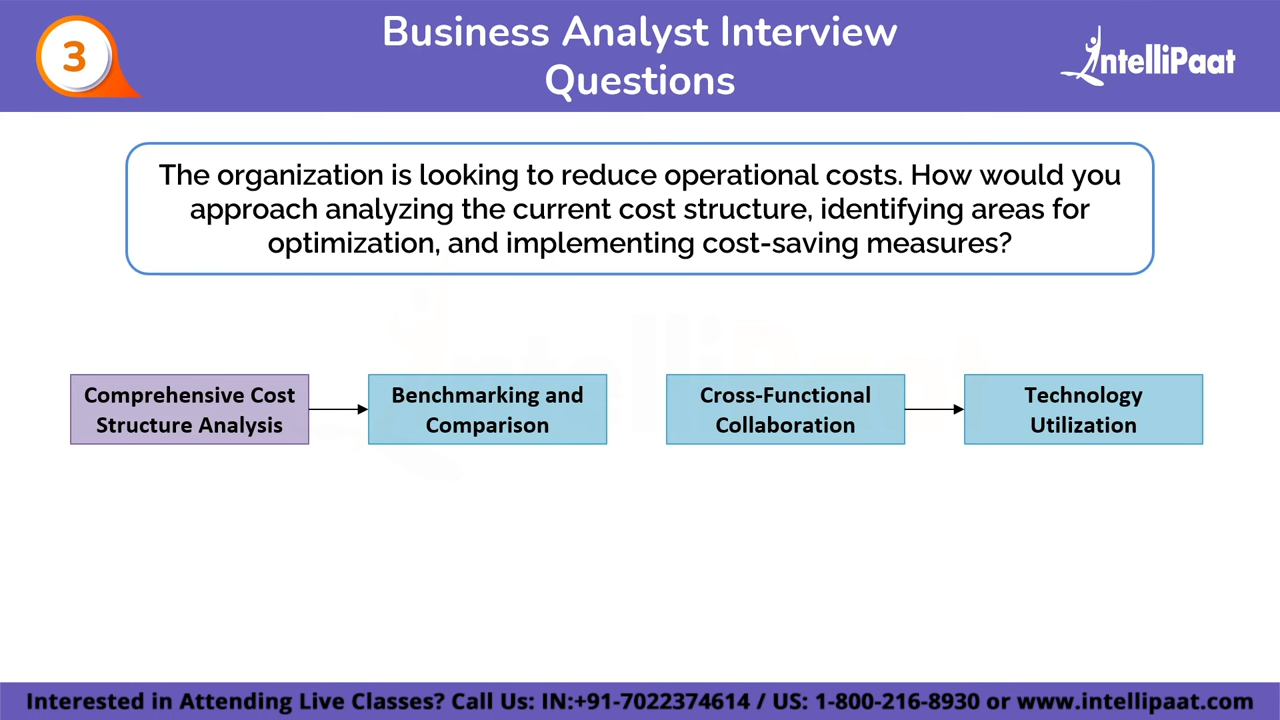 3
Business Analyst Interview
Questions
IntelliPaat
The organization is looking to reduce operational costs. How would you
approach analyzing the current cost structure, identifying areas for
optimization, and implementing cost-saving measures?
Comprehensive Cost
Structure Analysis
Benchmarking and
Comparison
Cross-Functional
Collaboration
Technology
Utilization
Interested in Attending Live Classes? Call Us: IN:+91-7022374614 / US: 1-800-216-8930 or www.intellipaat.com